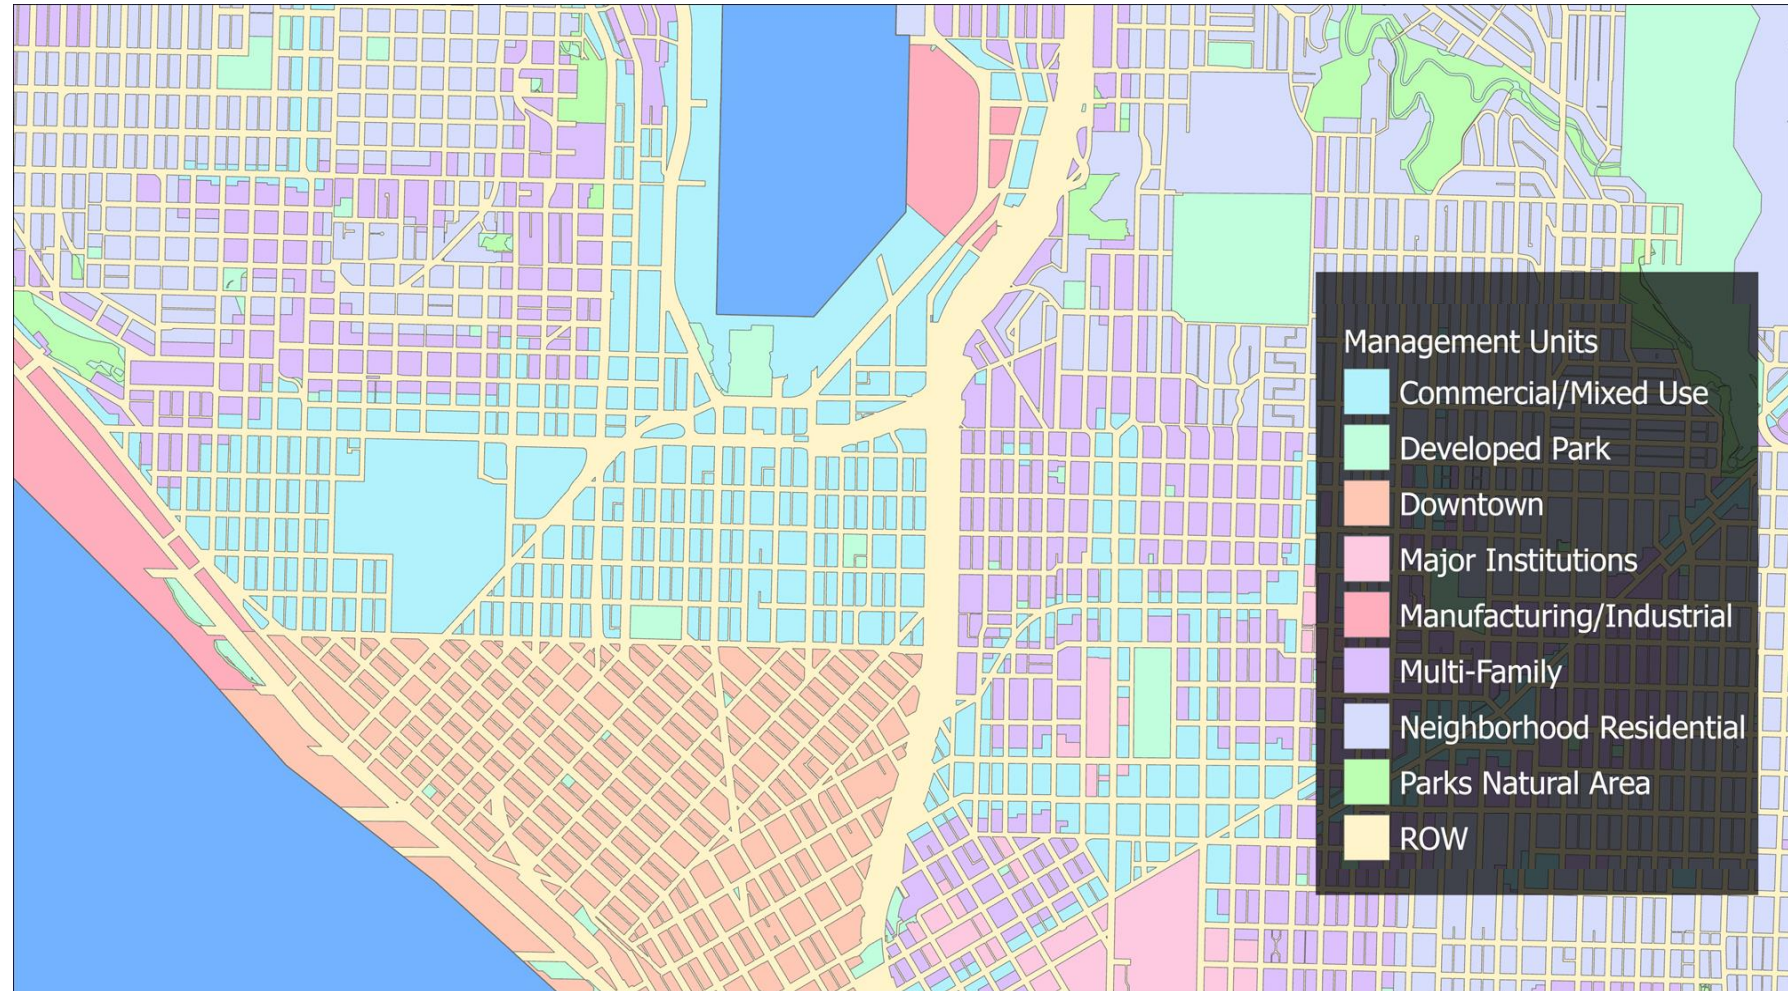 Management Units
Commercial/Mixed Use
Developed Park
Downtown
Major Institutions
Manufacturing/Industrial
Multi-Family
Neighborhood Residential
Parks Natural Area
ROW